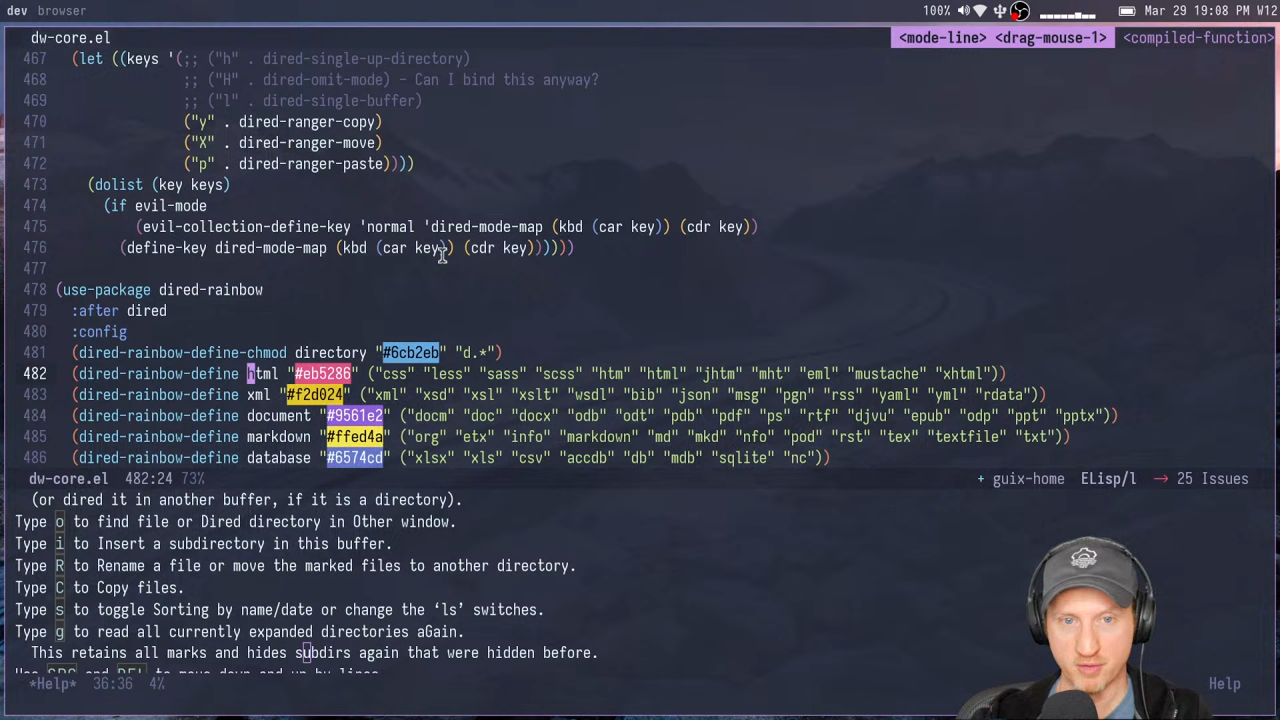 dev browser
100% Mar 29 19:08 PM W12
dw-core.el <mode-line> <drag-mouse-1> <compiled-function>
467 (let ((keys '(;; ("h" . dired-single-up-directory)
468 ;; ("H" . dired-omit-mode) - Can I bind this anyway?
469 ;; ("l" . dired-single-buffer)
470 ("y" . dired-ranger-copy)
471 ("X" . dired-ranger-move)
472 ("p" . dired-ranger-paste))))
473 (dolist (key keys)
474 (if evil-mode
475 (evil-collection-define-key 'normal 'dired-mode-map (kbd (car key)) (cdr key))
476 (define-key dired-mode-map (kbd (car key)) (cdr key))))))
477
478 (use-package dired-rainbow
479 :after dired
480 :config
481 (dired-rainbow-define-chmod directory "#6cb2eb" "d.*")
482 (dired-rainbow-define html "#eb5286" ("css" "less" "sass" "scss" "htm" "html" "jhtm" "mht" "eml" "mustache" "xhtml"))
483 (dired-rainbow-define xml "#f2d024" ("xml" "xsd" "xsl" "xslt" "wsdl" "bib" "json" "msg" "pgn" "rss" "yaml" "yml" "rdata"))
484 (dired-rainbow-define document "#9561e2" ("docm" "doc" "docx" "odb" "odt" "pdb" "pdf" "ps" "rtf" "djvu" "epub" "odp" "ppt" "pptx")
485 (dired-rainbow-define markdown "#ffed4a" ("org" "etx" "info" "markdown" "md" "mkd" "nfo" "pod" "rst" "tex" "textfile" "txt"))
486 (dired-rainbow-define database "#6574cd" ("xlsx" "xls" "csv" "accdb" "db" "mdb" "sqlite" "nc"))
dw-core.el 482:24 73% + guix-home ELisp/l → 25 Issues
(or dired it in another buffer, if it is a directory).
Type o to find file or Dired directory in Other window.
Type i to Insert a subdirectory in this buffer.
Type R to Rename a file or move the marked files to another directory.
Type C to Copy files.
Type s to toggle Sorting by name/date or change the ‘ls’ switches.
Type g to read all currently expanded directories aGain.
This retains all marks and hides subdirs again that were hidden before.
Use SPC and DEL to move down and up by lines.
*Help* 36:36 4% Help